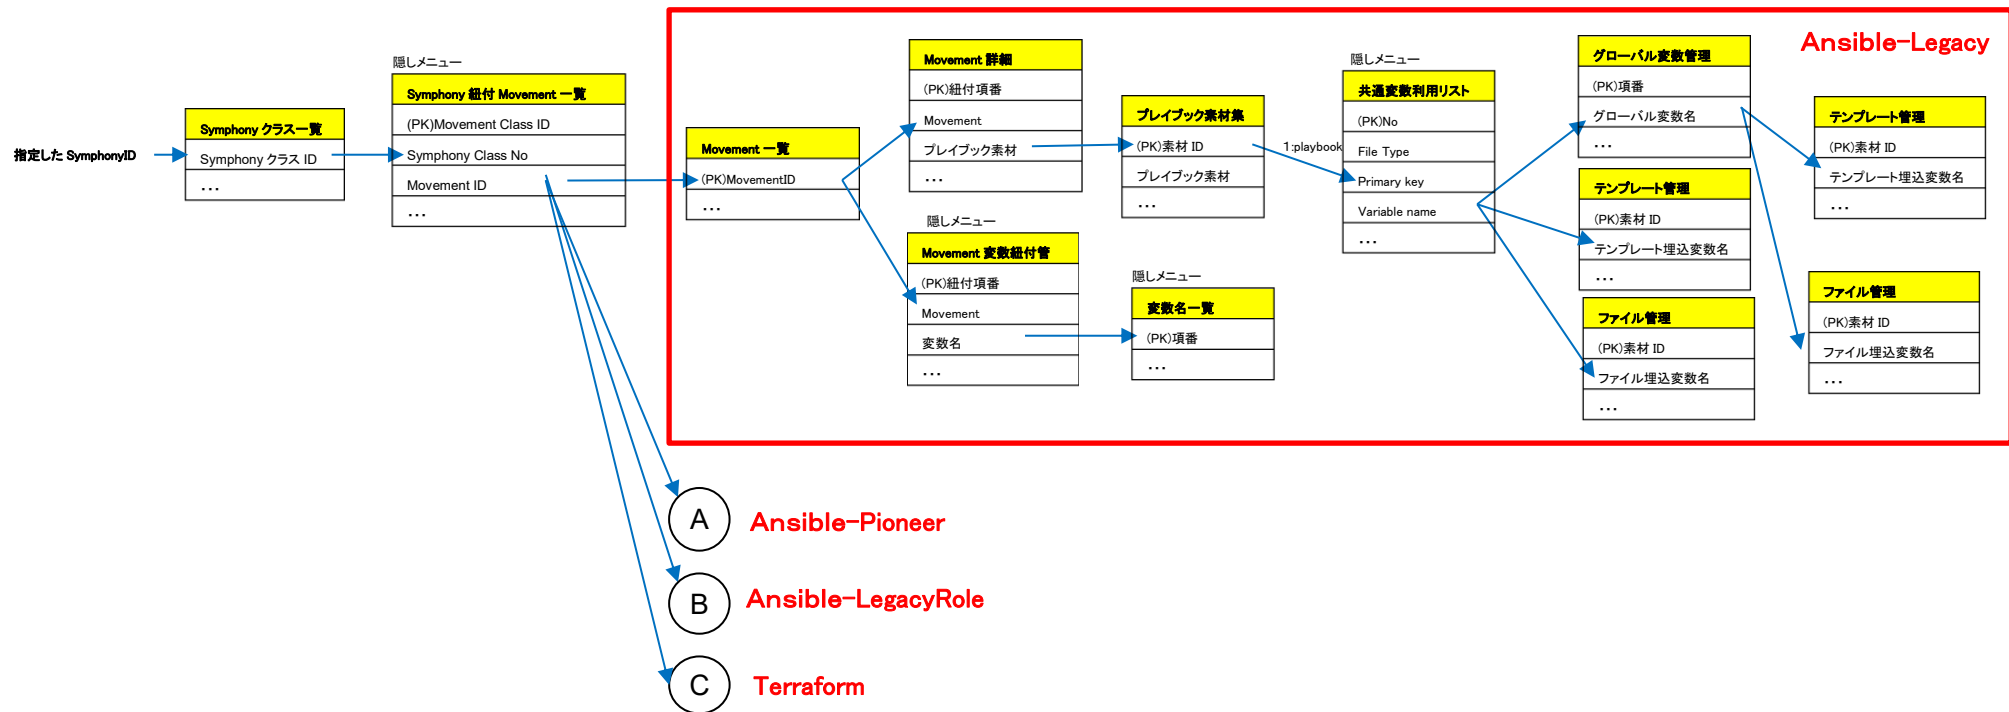 指定した SymphonyID
Symphony クラス一覧
Symphony クラス ID
・・・
隠しメニュー
Symphony 紐付 Movement 一覧
(PK)Movement Class ID
Symphony Class No
Movement ID
・・・
Ansible-Legacy
Movement 一覧
(PK)MovementID
・・・
Movement 詳細
(PK)紐付項番
Movement
プレイブック素材
・・・
隠しメニュー
Movement 変数紐付管
(PK)紐付項番
Movement
変数名
・・・
プレイブック素材集
(PK)素材 ID
プレイブック素材
・・・
隠しメニュー
変数名一覧
(PK)項番
・・・
1:playbook
隠しメニュー
共通変数利用リスト
(PK)No
File Type
Primary key
Variable name
・・・
グローバル変数管理
(PK)項番
グローバル変数名
・・・
テンプレート管理
(PK)素材 ID
テンプレート埋込変数名
・・・
ファイル管理
(PK)素材 ID
ファイル埋込変数名
・・・
テンプレート管理
(PK)素材 ID
テンプレート埋込変数名
・・・
ファイル管理
(PK)素材 ID
ファイル埋込変数名
・・・
A
Ansible-Pioneer
B
Ansible-LegacyRole
C
Terraform